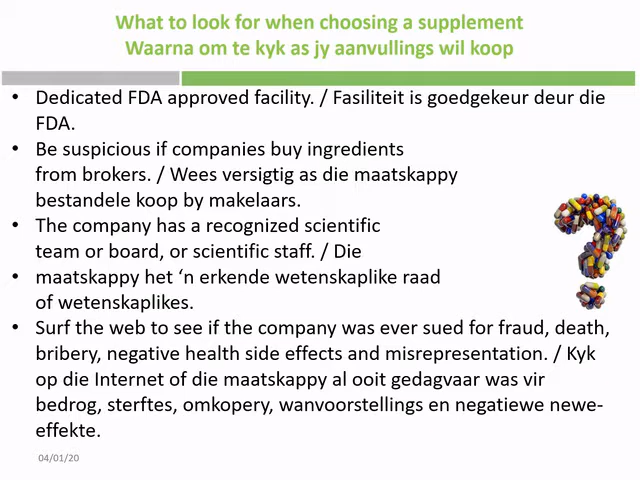 What to look for when choosing a supplement
Waarna om te kyk as jy aanvullings wil koop
• Dedicated FDA approved facility. / Fasiliteit is goedgekeur deur die
FDA.
• Be suspicious if companies buy ingredients
from brokers. / Wees versigtig as die maatskappy
bestandele koop by makelaars.
• The company has a recognized scientific
team or board, or scientific staff. / Die
• maatskappy het ‘n erkende wetenskaplike raad
of wetenskaplikes.
• Surf the web to see if the company was ever sued for fraud, death,
bribery, negative health side effects and misrepresentation. / Kyk
op die Internet of die maatskappy al ooit gedagvaar was vir
bedrog, sterftes, omkopery, wanvoorstellings en negatiewe newe-
effekte.
04/01/20